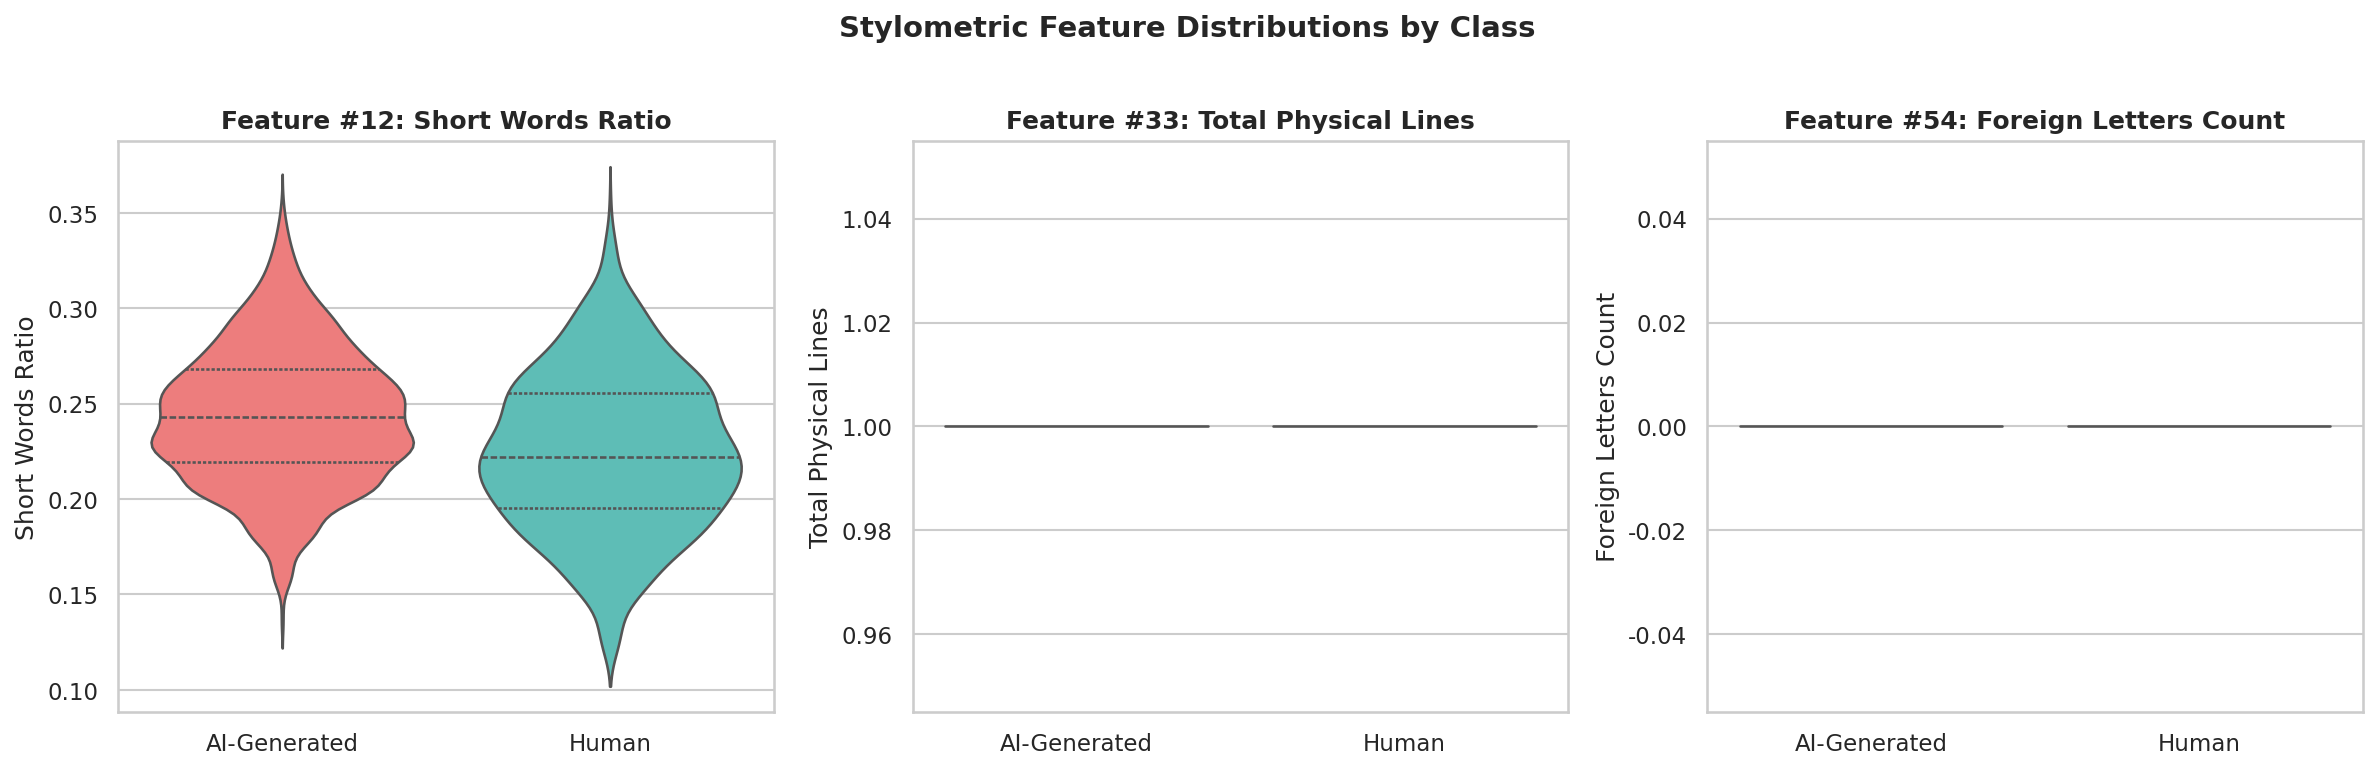 Stylometric Feature Distributions by Class
Feature #12: Short Words Ratio
Short Words Ratio
0.35
0.30
0.25
0.20
0.15
0.10
AI-Generated
Human
Feature #33: Total Physical Lines
Total Physical Lines
1.04
1.02
1.00
0.98
0.96
AI-Generated
Human
Feature #54: Foreign Letters Count
Foreign Letters Count
0.04
0.02
0.00
-0.02
-0.04
AI-Generated
Human